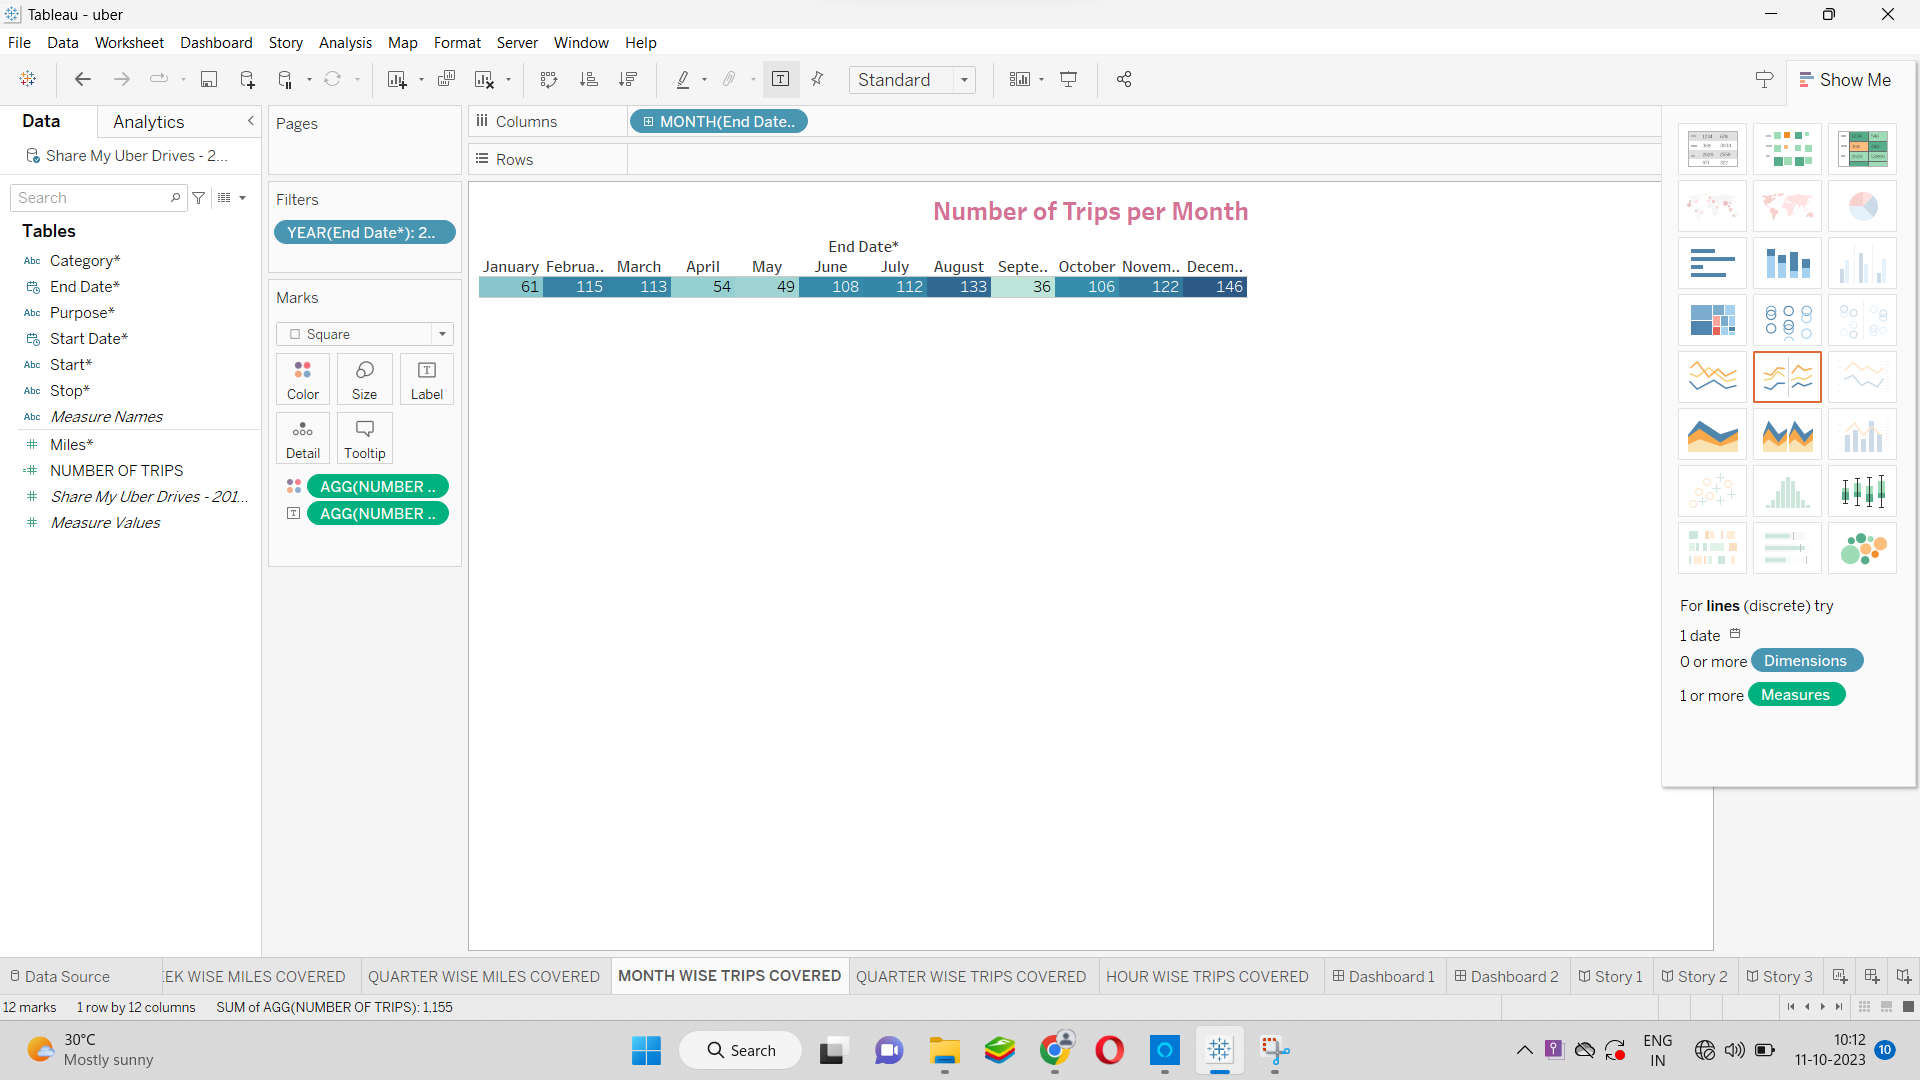 Tableau - uber
File Data Worksheet Dashboard Story Analysis Map Format Server Window Help
Standard
Show Me
Data Analytics
Share My Uber Drives - 2...
Search
Tables
Abc Category*
End Date*
Abc Purpose*
Start Date*
Abc Start*
Abc Stop*
Abc Measure Names
# Miles*
=# NUMBER OF TRIPS
# Share My Uber Drives - 201...
# Measure Values
Pages
Filters
YEAR(End Date*): 2..
Marks
Square
Color Size Label
Detail Tooltip
AGG(NUMBER ..
AGG(NUMBER ..
Columns MONTH(End Date..
Rows
Number of Trips per Month
End Date*
January Februa.. March April May June July August Septe.. October Novem.. Decem..
61 115 113 54 49 108 112 133 36 106 122 146
For lines (discrete) try
1 date
0 or more Dimensions
1 or more Measures
Data Source EK WISE MILES COVERED QUARTER WISE MILES COVERED MONTH WISE TRIPS COVERED QUARTER WISE TRIPS COVERED HOUR WISE TRIPS COVERED Dashboard 1 Dashboard 2 Story 1 Story 2 Story 3
12 marks 1 row by 12 columns SUM of AGG(NUMBER OF TRIPS): 1,155
30°C
Mostly sunny
Search
ENG
IN
10:12
11-10-2023
10